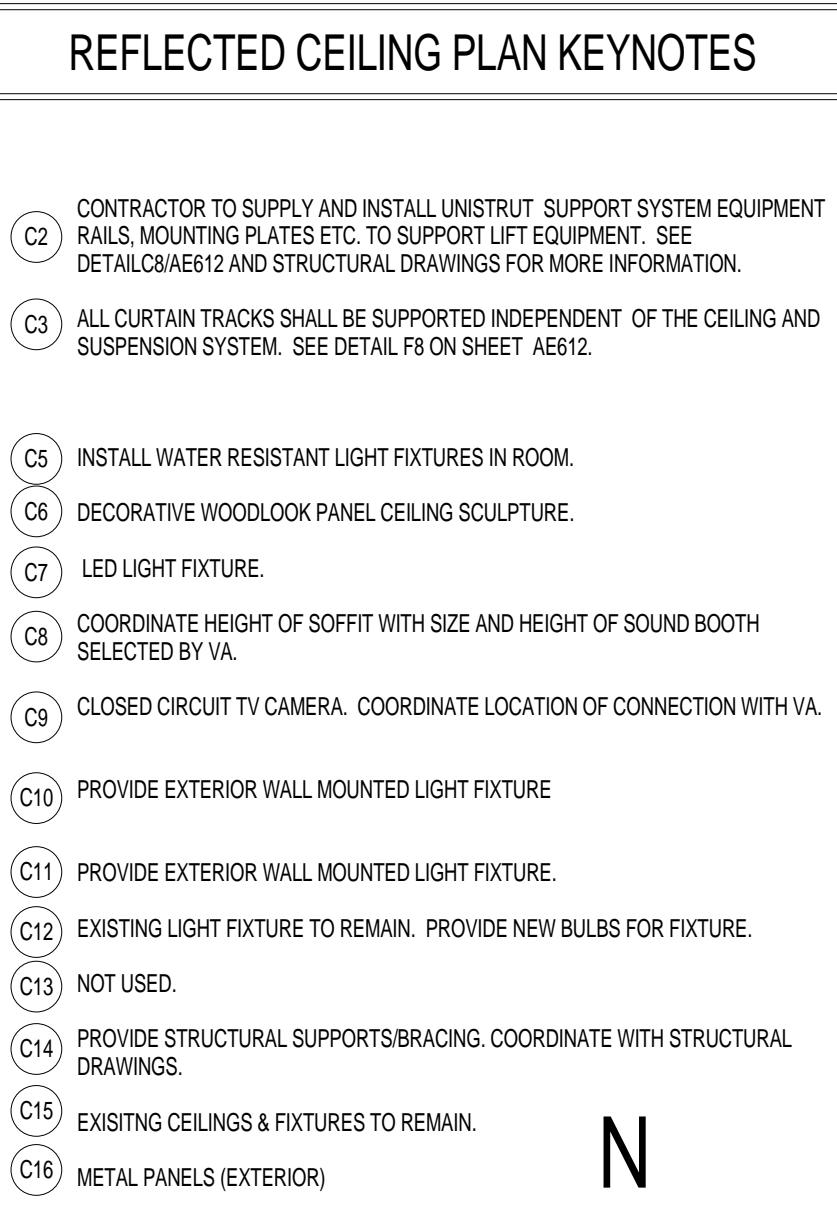 REFLECTED CEILING PLAN KEYNOTES
C2
CONTRACTOR TO SUPPLY AND INSTALL UNISTRUT SUPPORT SYSTEM EQUIPMENT
RAILS, MOUNTING PLATES ETC. TO SUPPORT LIFT EQUIPMENT. SEE
DETAILC8/AE612 AND STRUCTURAL DRAWINGS FOR MORE INFORMATION.
C3
ALL CURTAIN TRACKS SHALL BE SUPPORTED INDEPENDENT OF THE CEILING AND
SUSPENSION SYSTEM. SEE DETAIL F8 ON SHEET AE612.
C5 INSTALL WATER RESISTANT LIGHT FIXTURES IN ROOM.
C6 DECORATIVE WOODLOOK PANEL CEILING SCULPTURE.
C7 LED LIGHT FIXTURE.
C8
COORDINATE HEIGHT OF SOFFIT WITH SIZE AND HEIGHT OF SOUND BOOTH
SELECTED BY VA.
C9 CLOSED CIRCUIT TV CAMERA. COORDINATE LOCATION OF CONNECTION WITH VA.
C10 PROVIDE EXTERIOR WALL MOUNTED LIGHT FIXTURE
C11 PROVIDE EXTERIOR WALL MOUNTED LIGHT FIXTURE.
C12 EXISTING LIGHT FIXTURE TO REMAIN. PROVIDE NEW BULBS FOR FIXTURE.
C13 NOT USED.
C14
PROVIDE STRUCTURAL SUPPORTS/BRACING. COORDINATE WITH STRUCTURAL
DRAWINGS.
C15 EXISITNG CEILINGS & FIXTURES TO REMAIN.
C16 METAL PANELS (EXTERIOR)
N